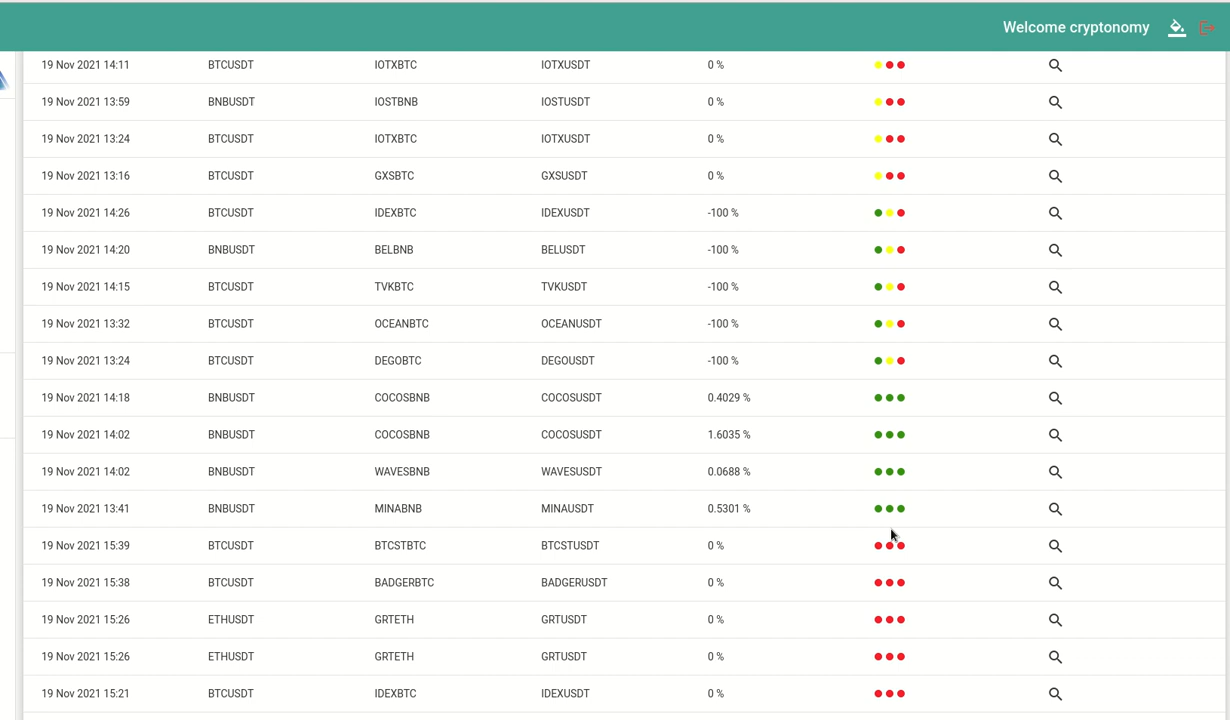 Welcome cryptonomy
19 Nov 2021 14:11 BTCUSDT IOTXBTC IOTXUSDT 0 %
19 Nov 2021 13:59 BNBUSDT IOSTBNB IOSTUSDT 0 %
19 Nov 2021 13:24 BTCUSDT IOTXBTC IOTXUSDT 0 %
19 Nov 2021 13:16 BTCUSDT GXSBTC GXSUSDT 0 %
19 Nov 2021 14:26 BTCUSDT IDEXBTC IDEXUSDT -100 %
19 Nov 2021 14:20 BNBUSDT BELBNB BELUSDT -100 %
19 Nov 2021 14:15 BTCUSDT TVKBTC TVKUSDT -100 %
19 Nov 2021 13:32 BTCUSDT OCEANBTC OCEANUSDT -100 %
19 Nov 2021 13:24 BTCUSDT DEGOBTC DEGOUSDT -100 %
19 Nov 2021 14:18 BNBUSDT COCOSBNB COCOSUSDT 0.4029 %
19 Nov 2021 14:02 BNBUSDT COCOSBNB COCOSUSDT 1.6035 %
19 Nov 2021 14:02 BNBUSDT WAVESBNB WAVESUSDT 0.0688 %
19 Nov 2021 13:41 BNBUSDT MINABNB MINAUSDT 0.5301 %
19 Nov 2021 15:39 BTCUSDT BTCSTBTC BTCSTUSDT 0 %
19 Nov 2021 15:38 BTCUSDT BADGERBTC BADGERUSDT 0 %
19 Nov 2021 15:26 ETHUSDT GRTETH GRTUSDT 0 %
19 Nov 2021 15:26 ETHUSDT GRTETH GRTUSDT 0 %
19 Nov 2021 15:21 BTCUSDT IDEXBTC IDEXUSDT 0 %